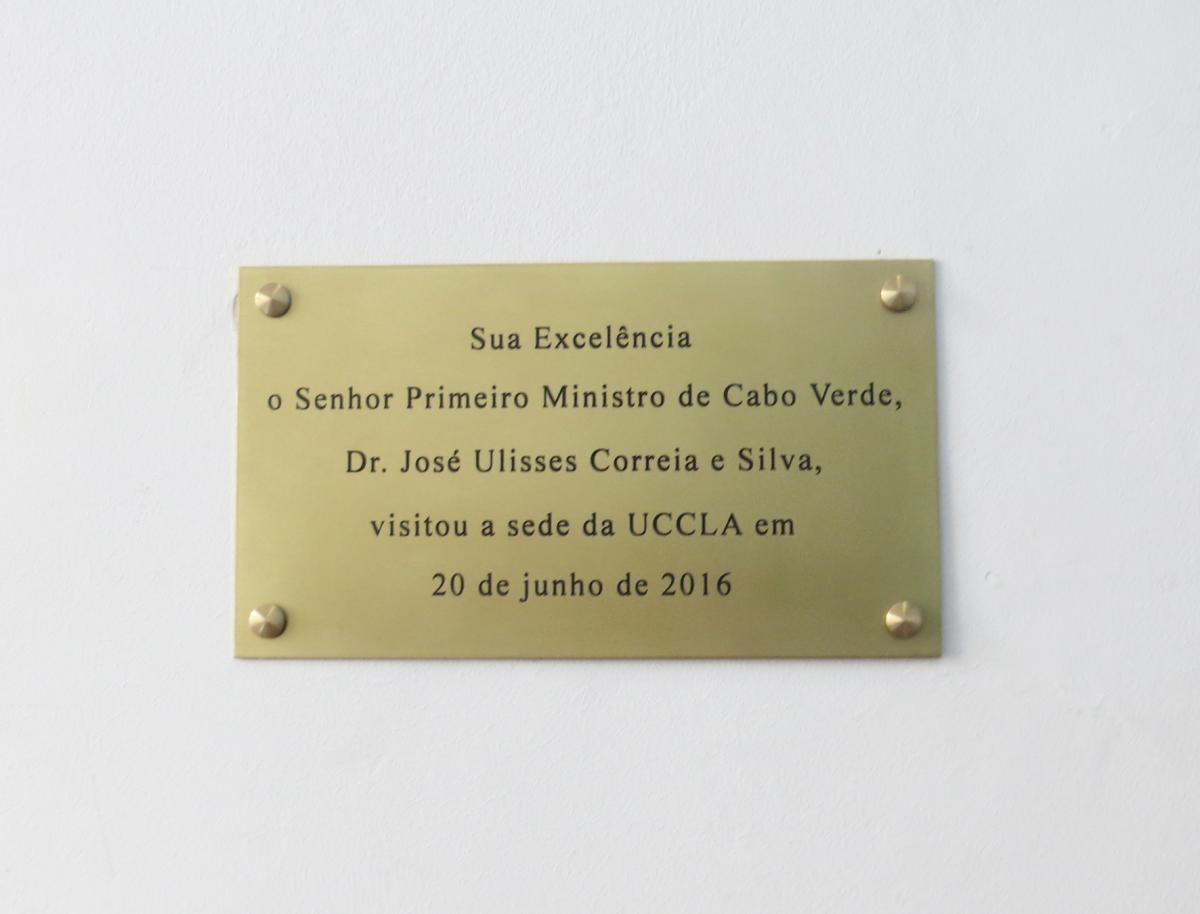 Sua Excelência
o Senhor Primeiro Ministro de Cabo Verde,
Dr. José Ulisses Correia e Silva,
visitou a sede da UCCLA em
20 de junho de 2016